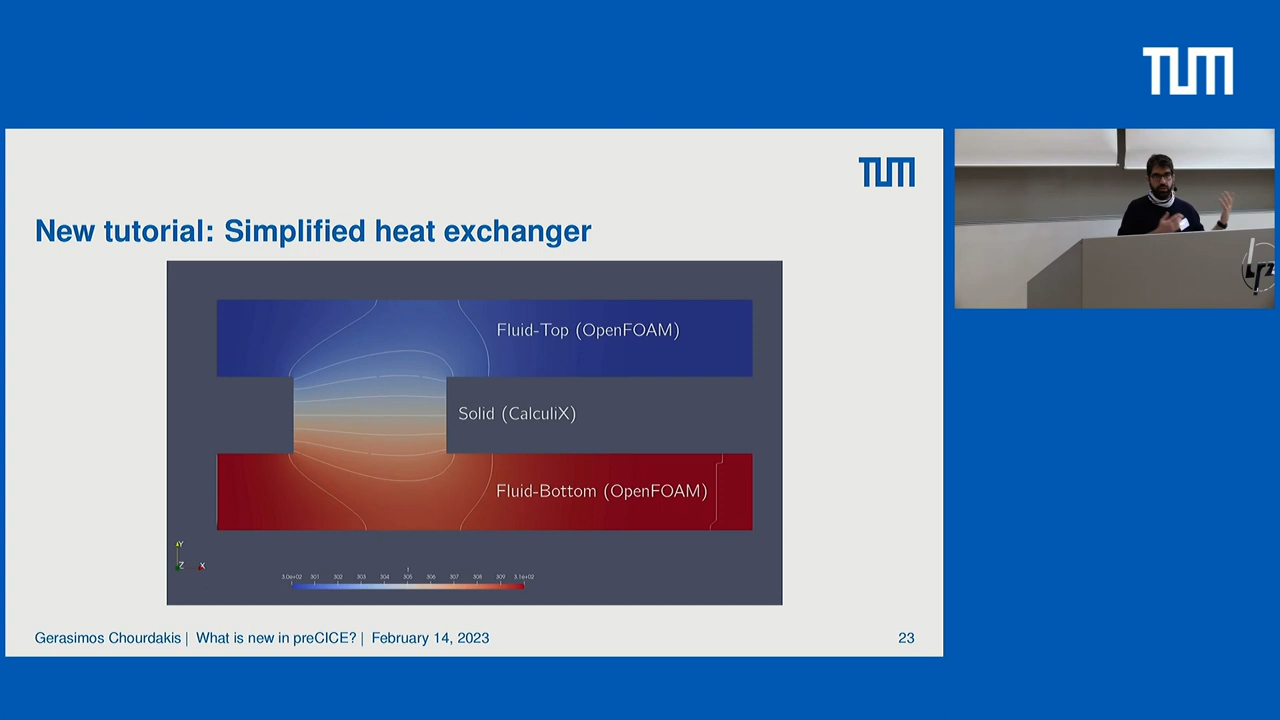 TUM
TUM
New tutorial: Simplified heat exchanger
Fluid-Top (OpenFOAM)
Solid (CalculiX)
Fluid-Bottom (OpenFOAM)
Y
Z X
3.0e+02 301 302 303 304 305 306 307 308 309 3.1e+02
Gerasimos Chourdakis | What is new in preCICE? | February 14, 2023
23
lrz